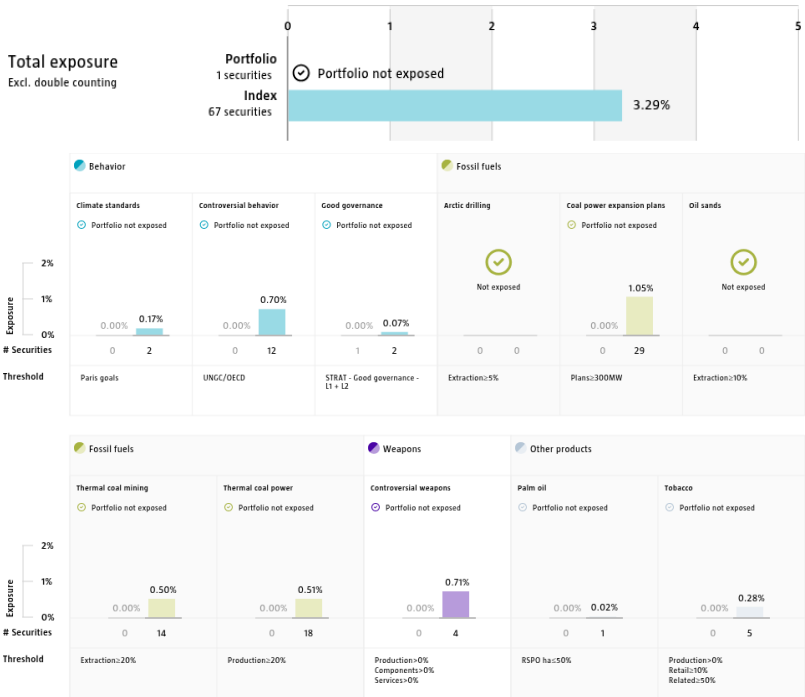 0 1 2 3 4 5
Total exposure
Excl. double counting
Portfolio
1 securities
Portfolio not exposed
Index
67 securities
3.29%
Behavior
Fossil fuels
Climate standards
Controversial behavior
Good governance
Arctic drilling
Coal power expansion plans
Oil sands
Portfolio not exposed
Portfolio not exposed
Portfolio not exposed
Portfolio not exposed
Not exposed
Not exposed
Exposure
2%
1%
0%
0.00% 0.17%
0.00% 0.70%
0.00% 0.07%
0.00% 1.05%
# Securities
0 2
0 12
1 2
0 0
0 29
0 0
Threshold
Paris goals
UNGC/OECD
STRAT - Good governance -
L1 + L2
Extraction≥5%
Plans≥300MW
Extraction≥10%
Fossil fuels
Weapons
Other products
Thermal coal mining
Thermal coal power
Controversial weapons
Palm oil
Tobacco
Portfolio not exposed
Portfolio not exposed
Portfolio not exposed
Portfolio not exposed
Portfolio not exposed
Exposure
2%
1%
0%
0.00% 0.50%
0.00% 0.51%
0.00% 0.71%
0.00% 0.02%
0.00% 0.28%
# Securities
0 14
0 18
0 4
0 1
0 5
Threshold
Extraction≥20%
Production≥20%
Production>0%
Components>0%
Services>0%
RSPO ha≤50%
Production>0%
Retail≥10%
Related≥50%